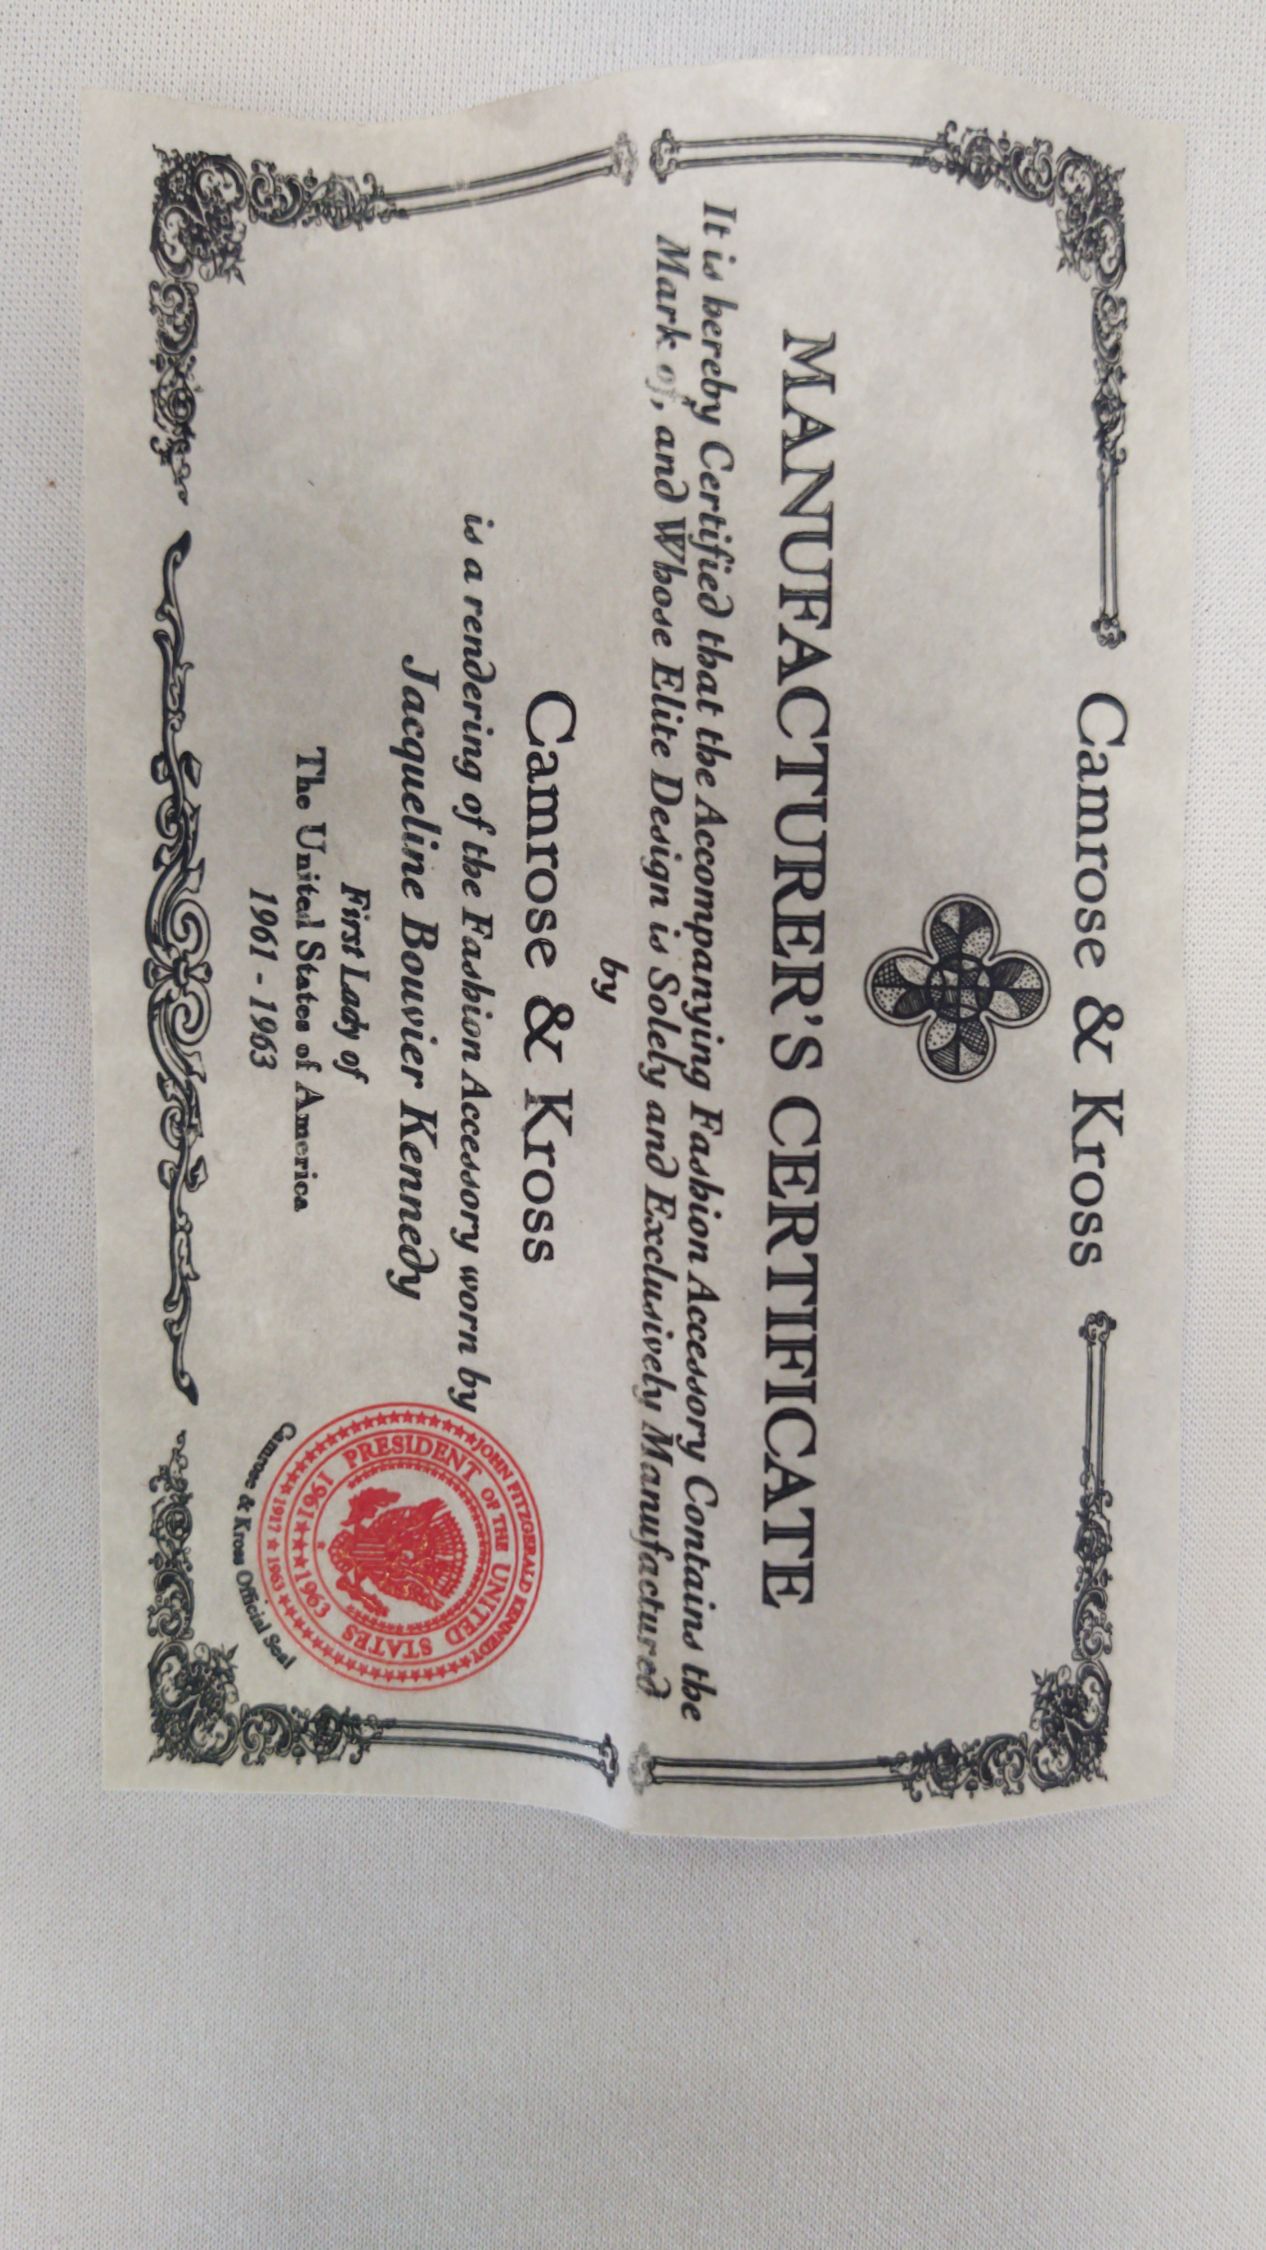 Camrose & Kross
MANUFACTURER'S CERTIFICATE
It is hereby Certified that the Accompanying Fashion Accessory Contains the
Mark of, and Whose Elite Design is Solely and Exclusively Manufactured
by
Camrose & Kross
is a rendering of the Fashion Accessory worn by
Jacqueline Bouvier Kennedy
First Lady of
The United States of America
1961 - 1963
JOHN FITZGERALD KENNEDY
1917 ★ 1963
PRESIDENT OF THE UNITED STATES
1961 ★★★ 1963
Camrose & Kross Official Seal